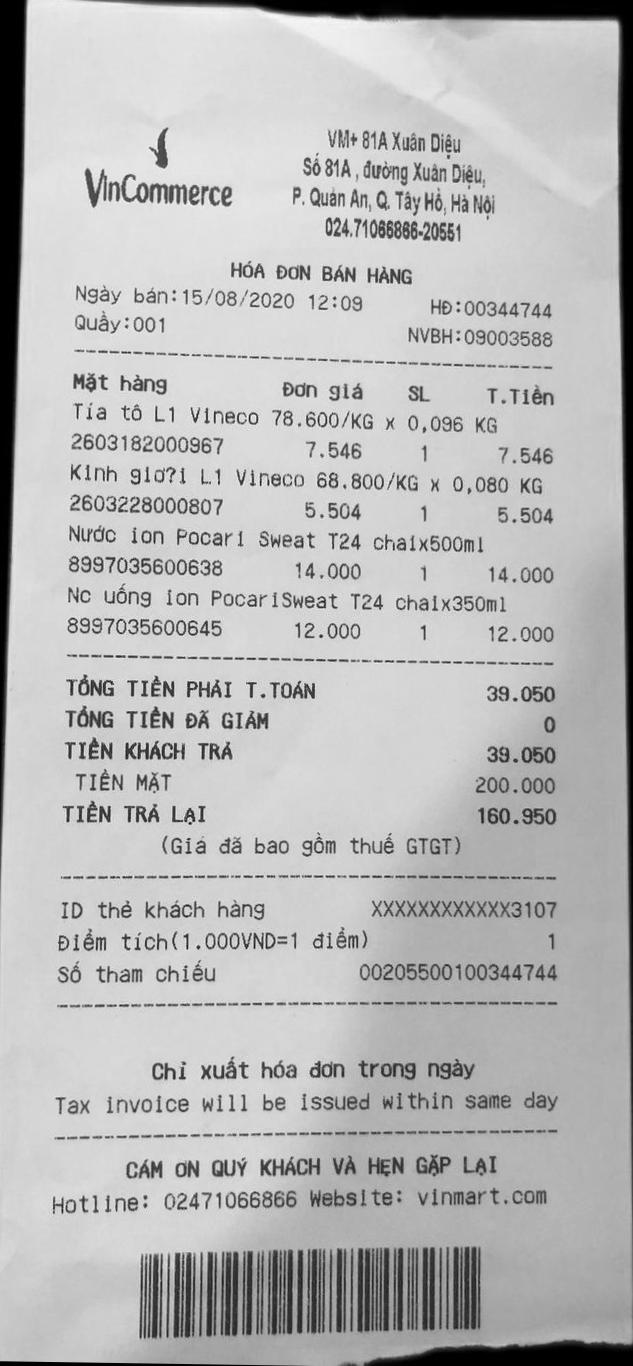 VinCommerce
VM+ 81A Xuân Diệu
Số 81A , đường Xuân Diệu,
P. Quản An, Q. Tây Hồ, Hà Nội
024.71066866-20551
HÓA ĐƠN BÁN HÀNG
Ngày bán:15/08/2020 12:09 HĐ:00344744
Quầy:001 NVBH:09003588
Mặt hàng Đơn giá SL T.Tiền
Tía tô L1 Vineco 78.600/KG x 0,096 KG
2603182000967 7.546 1 7.546
Kinh giơ?i L1 Vineco 68.800/KG x 0,080 KG
2603228000807 5.504 1 5.504
Nước ion Pocari Sweat T24 chaix500ml
8997035600638 14.000 1 14.000
Nc uống ion PocariSweat T24 chaix350ml
8997035600645 12.000 1 12.000
TỔNG TIỀN PHẢI T.TOÁN 39.050
TỔNG TIỀN ĐÃ GIẢM 0
TIỀN KHÁCH TRẢ 39.050
TIỀN MẶT 200.000
TIỀN TRẢ LẠI 160.950
(Giá đã bao gồm thuế GTGT)
ID thẻ khách hàng XXXXXXXXXXXX3107
Điểm tích(1.000VND=1 điểm) 1
Số tham chiếu 00205500100344744
Chỉ xuất hóa đơn trong ngày
Tax invoice will be issued within same day
CẢM ƠN QUÝ KHÁCH VÀ HẸN GẶP LẠI
Hotline: 02471066866 Website: vinmart.com